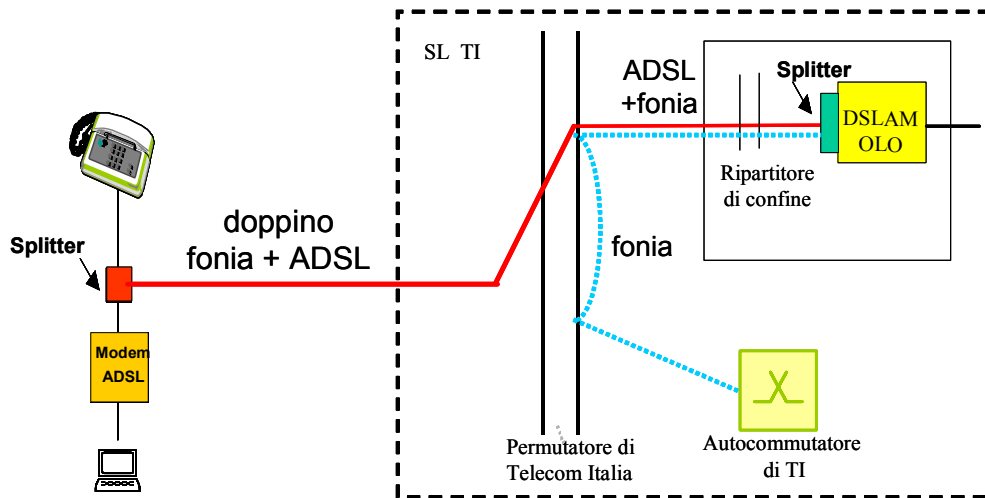 SL TI
ADSL
+fonia
Splitter
DSLAM
OLO
Ripartitore
di confine
doppino
fonia + ADSL
Splitter
fonia
Modem
ADSL
Permutatore di
Telecom Italia
Autocommutatore
di TI